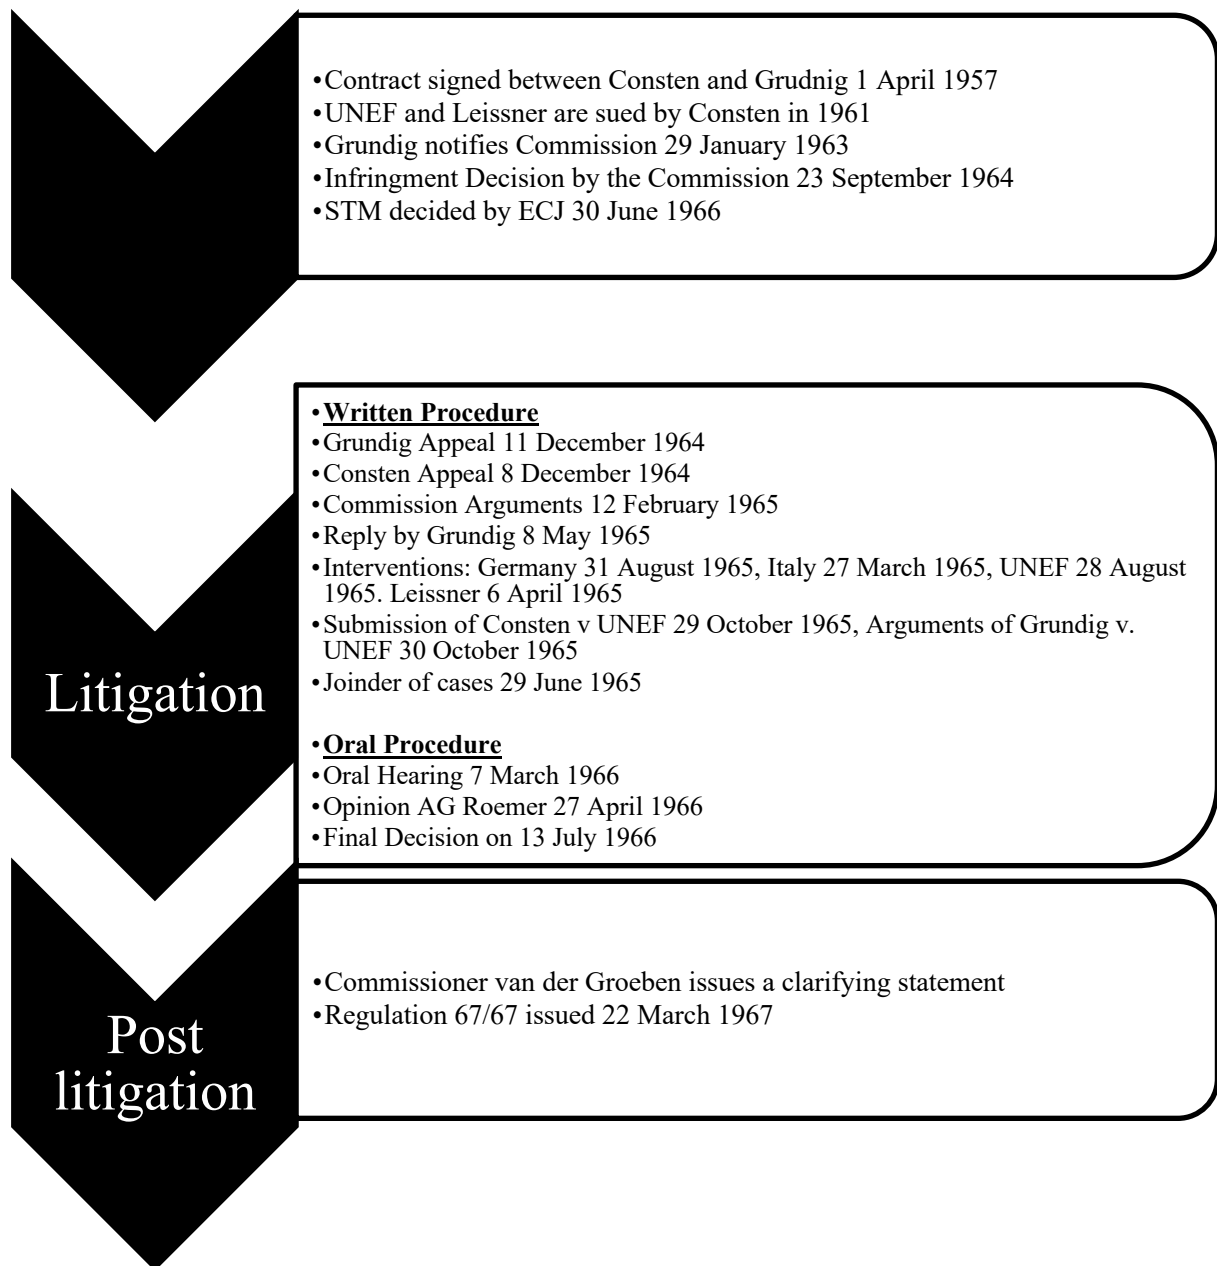 •Contract signed between Consten and Grudnig 1 April 1957
•UNEF and Leissner are sued by Consten in 1961
•Grundig notifies Commission 29 January 1963
•Infringment Decision by the Commission 23 September 1964
•STM decided by ECJ 30 June 1966
Litigation
•Written Procedure
•Grundig Appeal 11 December 1964
•Consten Appeal 8 December 1964
•Commission Arguments 12 February 1965
•Reply by Grundig 8 May 1965
•Interventions: Germany 31 August 1965, Italy 27 March 1965, UNEF 28 August
1965. Leissner 6 April 1965
•Submission of Consten v UNEF 29 October 1965, Arguments of Grundig v.
UNEF 30 October 1965
•Joinder of cases 29 June 1965
•Oral Procedure
•Oral Hearing 7 March 1966
•Opinion AG Roemer 27 April 1966
•Final Decision on 13 July 1966
Post
litigation
•Commissioner van der Groeben issues a clarifying statement
•Regulation 67/67 issued 22 March 1967